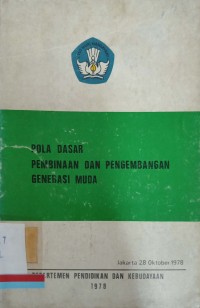 POLA DASAR
PEMBINAAN DAN PENGEMBANGAN
GENERASI MUDA
Jakarta 28 Oktober 1978
DEPARTEMEN PENDIDIKAN DAN KEBUDAYAAN
1978